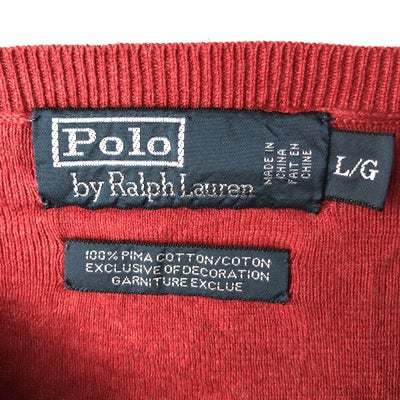 Polo
by Ralph Lauren
MADE IN
CHINA
FAIT EN
CHINE
L/G
100% PIMA COTTON/COTON
EXCLUSIVE OF DECORATION
GARNITURE EXCLUE